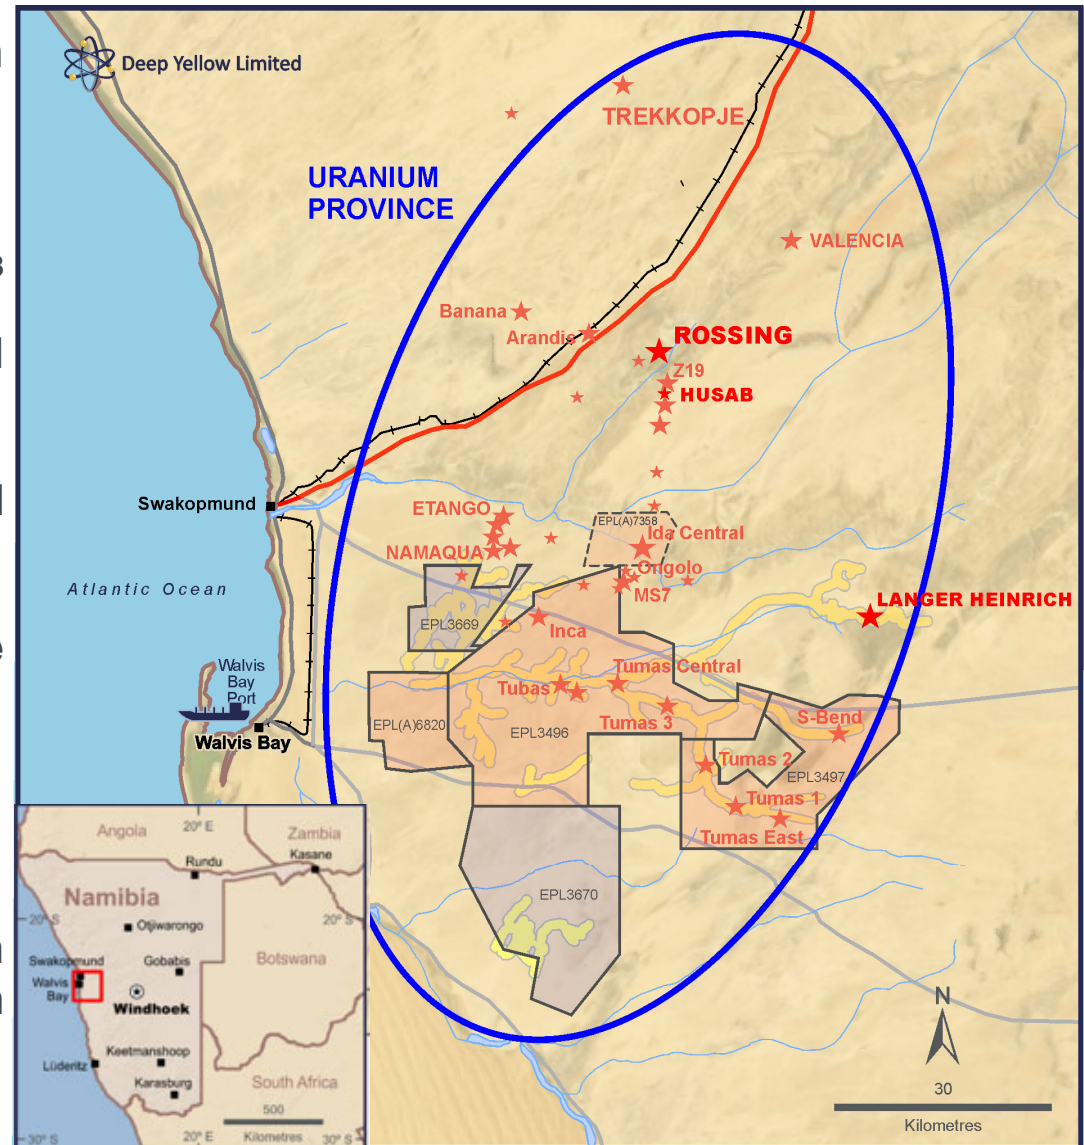 Deep Yellow Limited
TREKKOPJE
URANIUM
PROVINCE
VALENCIA
Banana
Arandis
ROSSING
Z19
HUSAB
Swakopmund
ETANGO
EPL(A)7358
Ida Central
NAMAQUA
Ongolo
MS7
Atlantic Ocean
LANGER HEINRICH
EPL3669
Inca
Walvis
Bay
Port
Tumas Central
Tubas
S-Bend
Tumas 3
EPL(A)6820
EPL3496
Walvis Bay
Tumas 2
EPL3497
Tumas 1
Tumas East
EPL3670
Angola
20° E
Zambia
Rundu
Kasane
Namibia
20° S
20° S
Otjiwarongo
Swakopmund
Gobabis
Botswana
Walvis
Bay
Windhoek
Keetmanshoop
Lüderitz
Karasburg
South Africa
500
Kilometres
30° S
20° E
30° S
N
30
Kilometres